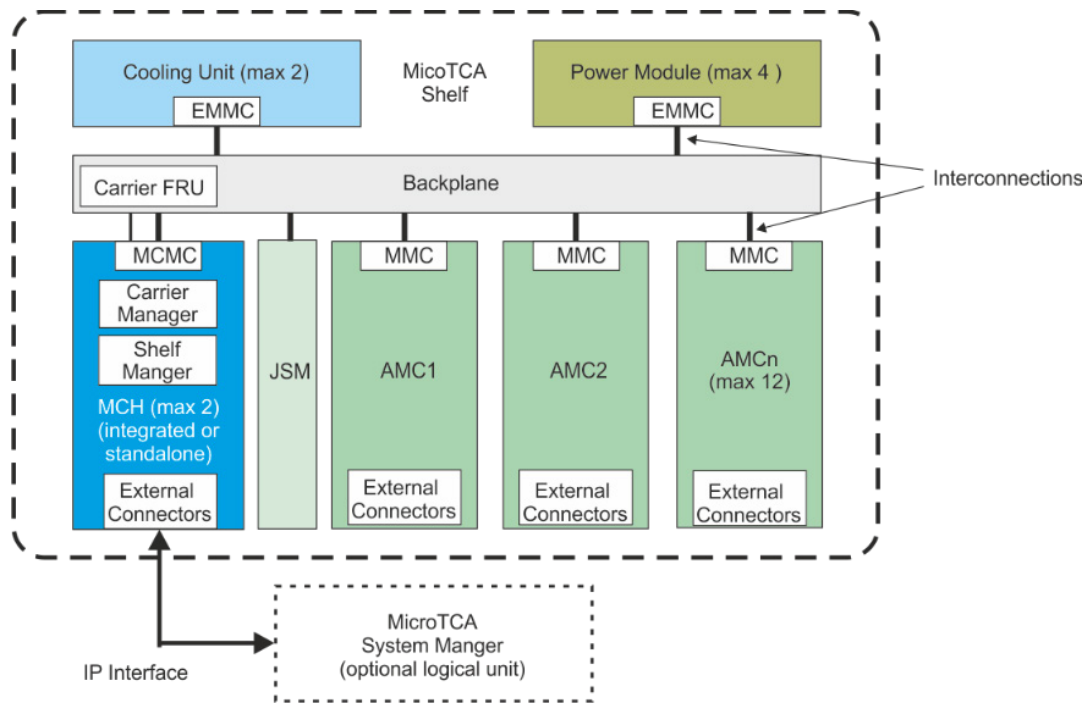 Cooling Unit (max 2)
EMMC
MicoTCA
Shelf
Power Module (max 4 )
EMMC
Carrier FRU
Backplane
Interconnections
MCMC
Carrier
Manager
Shelf
Manger
MCH (max 2)
(integrated or
standalone)
External
Connectors
JSM
MMC
AMC1
External
Connectors
MMC
AMC2
External
Connectors
MMC
AMCn
(max 12)
External
Connectors
IP Interface
MicroTCA
System Manger
(optional logical unit)